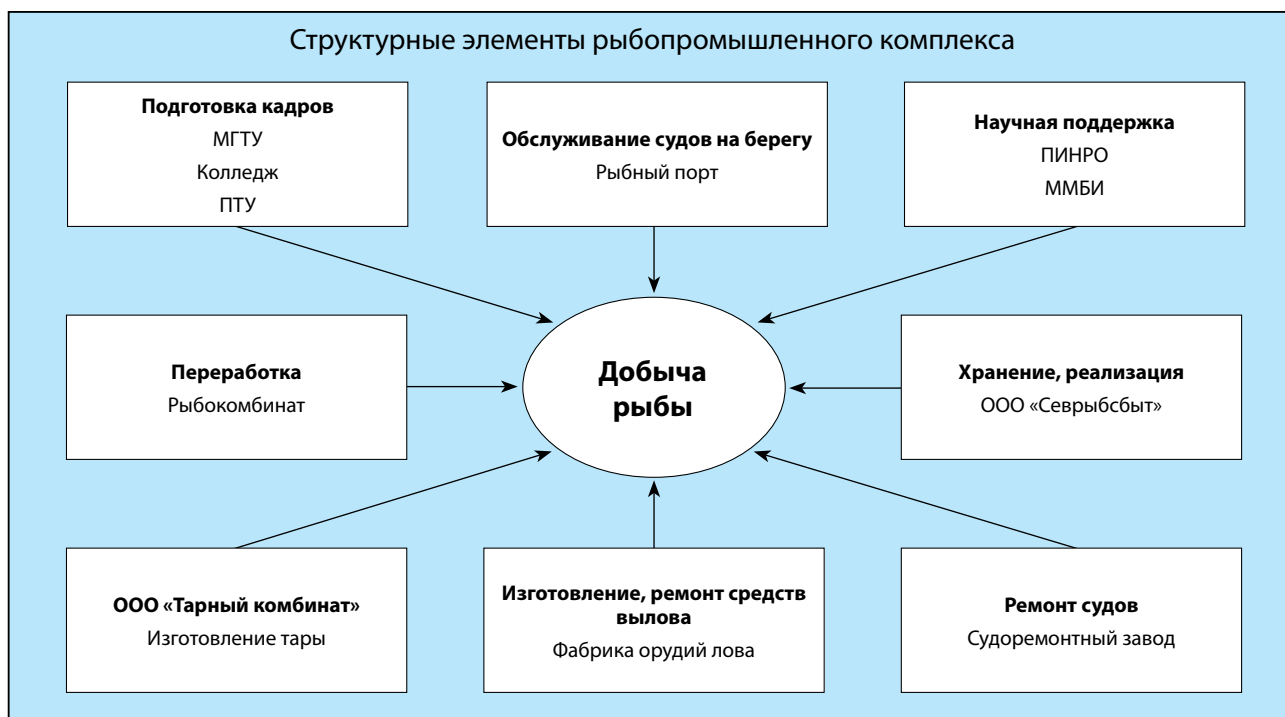 Структурные элементы рыбопромышленного комплекса
Подготовка кадров
МГТУ
Колледж
ПТУ
Обслуживание судов на берегу
Рыбный порт
Научная поддержка
ПИНРО
ММБИ
Переработка
Рыбокомбинат
Добыча
рыбы
Хранение, реализация
ООО «Севрыбсбыт»
ООО «Тарный комбинат»
Изготовление тары
Изготовление, ремонт средств
вылова
Фабрика орудий лова
Ремонт судов
Судоремонтный завод